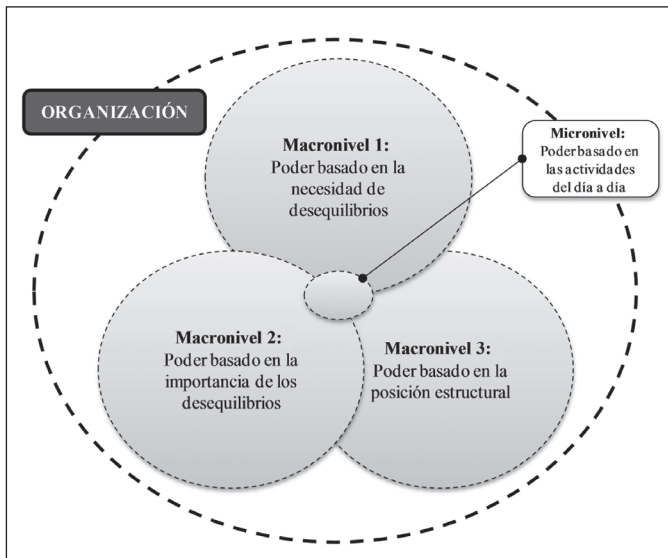 ORGANIZACIÓN
Macronivel 1:
Poder basado en la
necesidad de
desequilibrios
Micronivel:
Poder basado en
las actividades
del día a día
Macronivel 2:
Poder basado en la
importancia de los
desequilibrios
Macronivel 3:
Poder basado en la
posición estructural